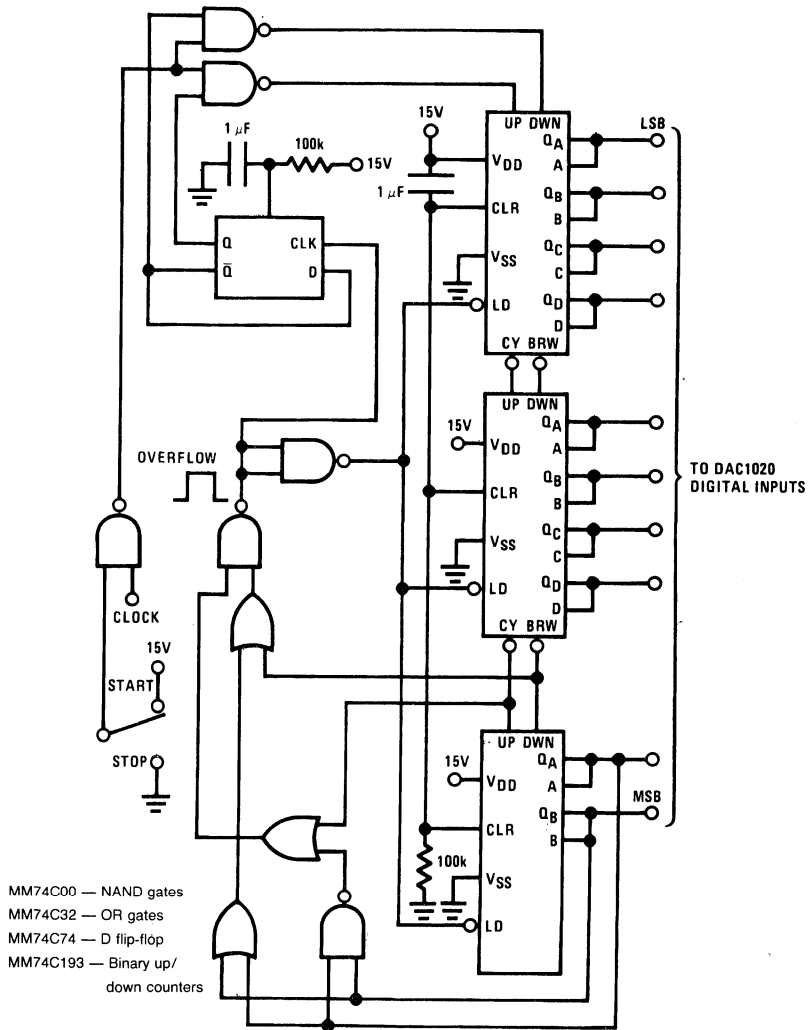 1 μF
100k
15V
Q
CLK
Q̅
D
15V
1 μF
UP DWN
VDD
CLR
VSS
LD
QA
A
QB
B
QC
C
QD
D
CY BRW
LSB
UP DWN
15V
VDD
CLR
VSS
LD
QA
A
QB
B
QC
C
QD
D
CY BRW
TO DAC1020
DIGITAL INPUTS
OVERFLOW
CLOCK
15V
START
STOP
UP DWN
15V
VDD
CLR
100k
VSS
LD
QA
A
QB
B
MSB
MM74C00 — NAND gates
MM74C32 — OR gates
MM74C74 — D flip-flop
MM74C193 — Binary up/
down counters